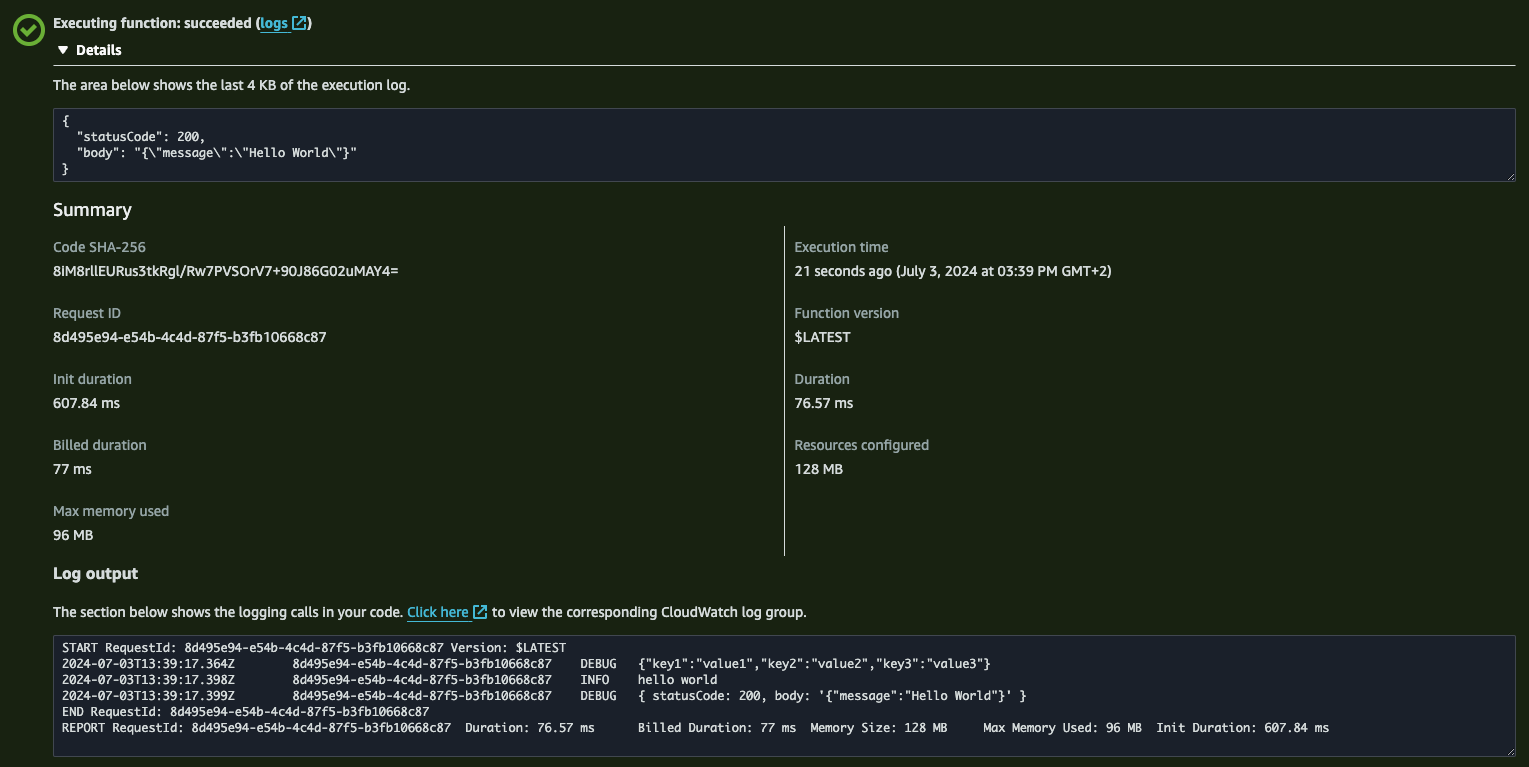 Executing function: succeeded (logs)
Details
The area below shows the last 4 KB of the execution log.
{
  "statusCode": 200,
  "body": "{\"message\":\"Hello World\"}"
}
Summary
Code SHA-256
8iM8rllEURus3tkRgl/Rw7PVSOrV7+9OJ86G02uMAY4=
Request ID
8d495e94-e54b-4c4d-87f5-b3fb10668c87
Init duration
607.84 ms
Billed duration
77 ms
Max memory used
96 MB
Execution time
21 seconds ago (July 3, 2024 at 03:39 PM GMT+2)
Function version
$LATEST
Duration
76.57 ms
Resources configured
128 MB
Log output
The section below shows the logging calls in your code. Click here to view the corresponding CloudWatch log group.
START RequestId: 8d495e94-e54b-4c4d-87f5-b3fb10668c87 Version: $LATEST
2024-07-03T13:39:17.364Z	8d495e94-e54b-4c4d-87f5-b3fb10668c87	DEBUG	{"key1":"value1","key2":"value2","key3":"value3"}
2024-07-03T13:39:17.398Z	8d495e94-e54b-4c4d-87f5-b3fb10668c87	INFO	hello world
2024-07-03T13:39:17.399Z	8d495e94-e54b-4c4d-87f5-b3fb10668c87	DEBUG	{ statusCode: 200, body: '{"message":"Hello World"}' }
END RequestId: 8d495e94-e54b-4c4d-87f5-b3fb10668c87
REPORT RequestId: 8d495e94-e54b-4c4d-87f5-b3fb10668c87	Duration: 76.57 ms	Billed Duration: 77 ms	Memory Size: 128 MB	Max Memory Used: 96 MB	Init Duration: 607.84 ms